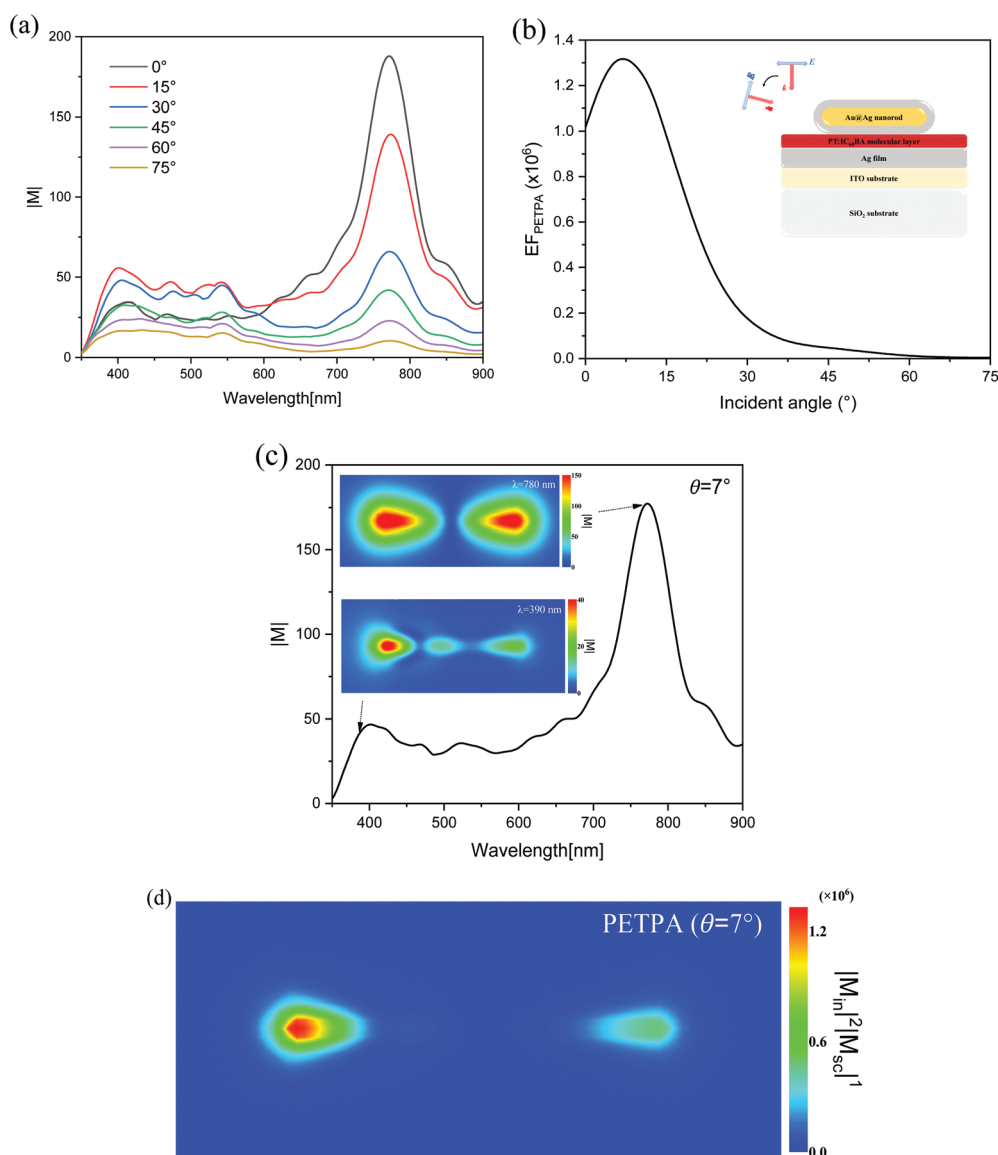 (a)
200
150
100
50
0
|M|
0°
15°
30°
45°
60°
75°
400 500 600 700 800 900
Wavelength[nm]
(b)
1.4
1.3
1.2
1.0
0.8
0.6
0.4
0.2
0.0
EF_PETPA (x10⁶)
E
k
E
k
Au@Ag nanorod
PT:IC₆₀BA molecular layer
Ag film
ITO substrate
SiO₂ substrate
0 15 30 45 60 75
Incident angle (°)
(c)
200
150
100
50
0
|M|
θ=7°
λ=780 nm
150
100
50
0
|M|
λ=390 nm
40
20
0
|M|
400 500 600 700 800 900
Wavelength[nm]
(d)
PETPA (θ=7°)
(×10⁶)
1.2
0.6
0.0
|M_in|²|M_sc|¹